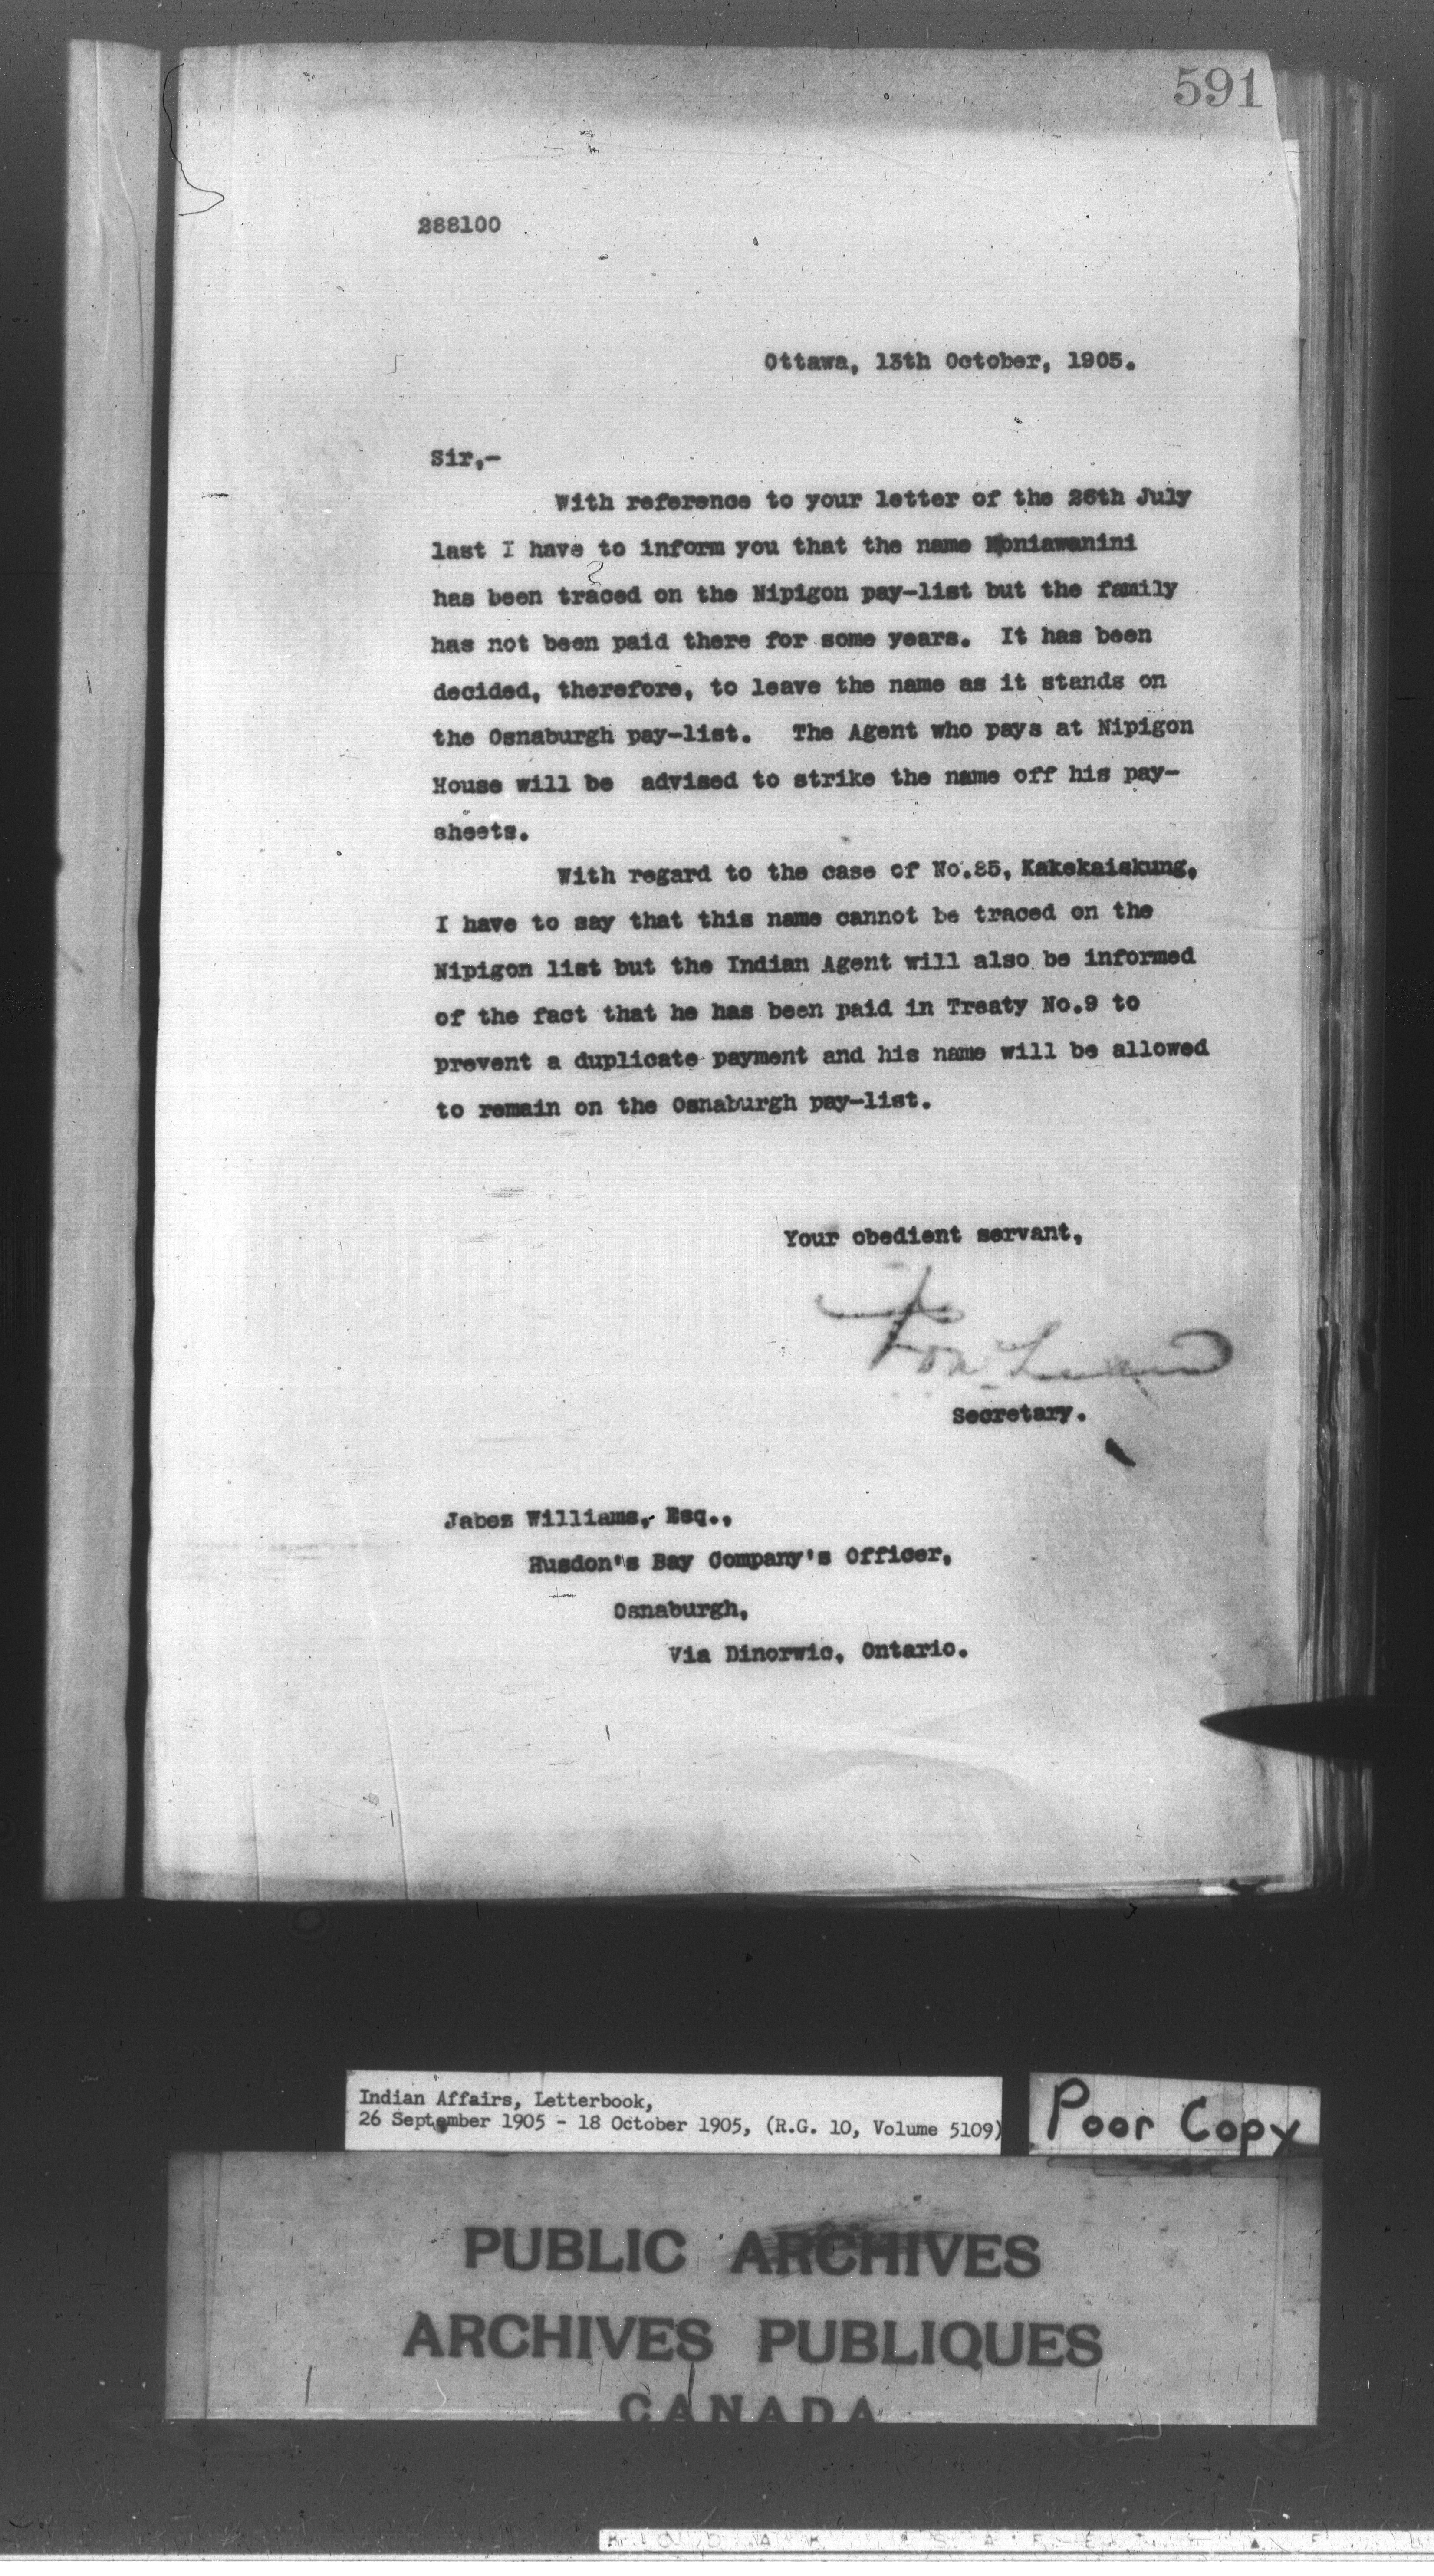 591
268100
Ottawa, 13th October, 1905.
Sir,-
With reference to your letter of the 26th July
last I have to inform you that the name Moniawanini
has been traced on the Nipigon pay-list but the family
has not been paid there for some years. It has been
decided, therefore, to leave the name as it stands on
the Osnaburgh pay-list. The Agent who pays at Nipigon
House will be advised to strike the name off his pay-
sheets.
With regard to the case of No.85, Kakekaiskung,
I have to say that this name cannot be traced on the
Nipigon list but the Indian Agent will also be informed
of the fact that he has been paid in Treaty No.9 to
prevent a duplicate payment and his name will be allowed
to remain on the Osnaburgh pay-list.
Your obedient servant,
Secretary.
Jabez Williams, Esq.,
Husdon's Bay Company's Officer,
Osnaburgh,
Via Dinorwic, Ontario.
Indian Affairs, Letterbook,
26 September 1905 - 18 October 1905, (R.G. 10, Volume 5109)
Poor Copy
PUBLIC ARCHIVES
ARCHIVES PUBLIQUES
CANADA